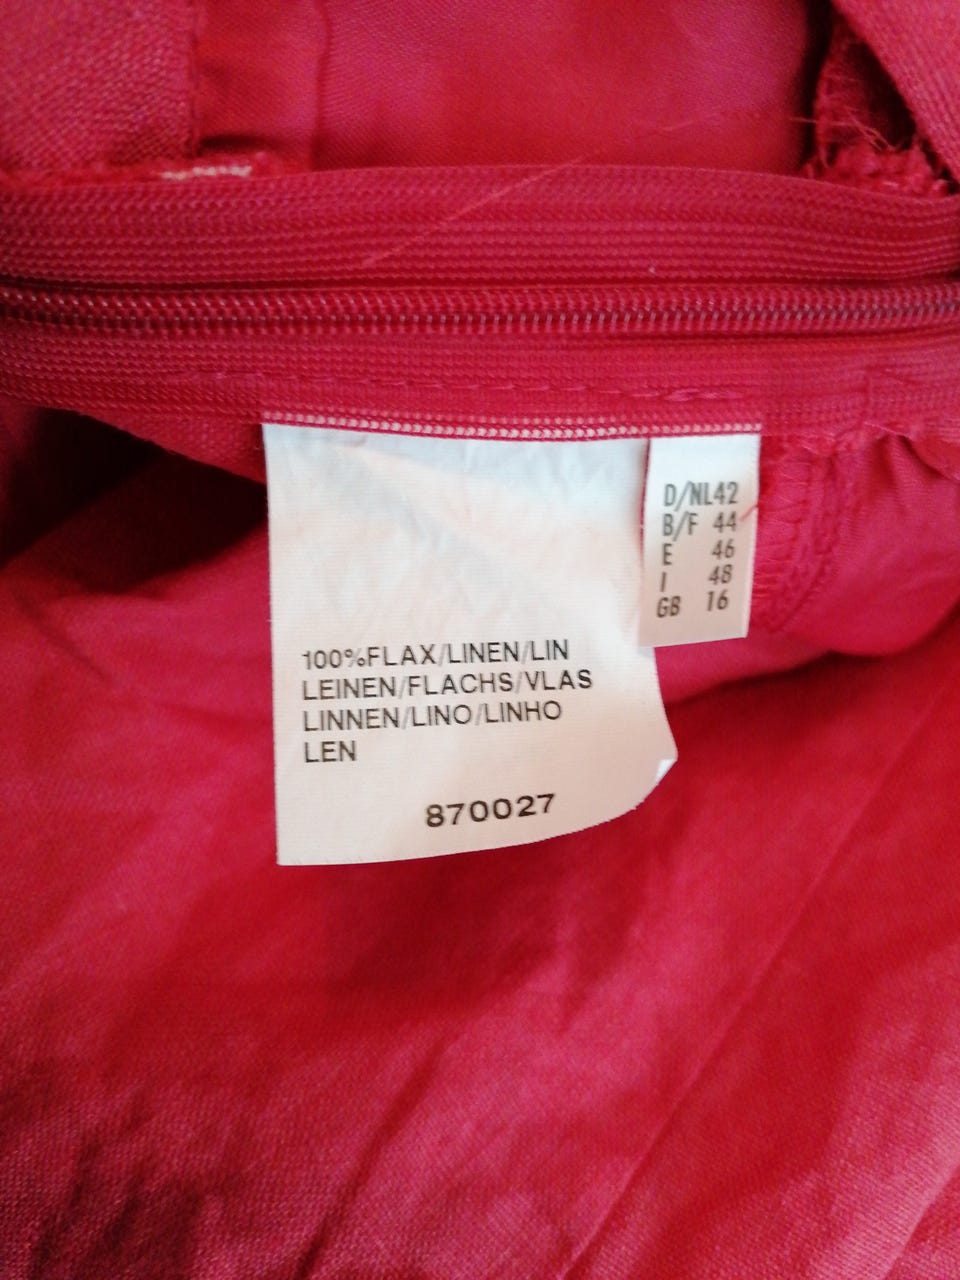 D/NL42
B/F 44
E 46
I 48
GB 16
100%FLAX/LINEN/LIN
LEINEN/FLACHS/VLAS
LINNEN/LINO/LINHO
LEN
870027